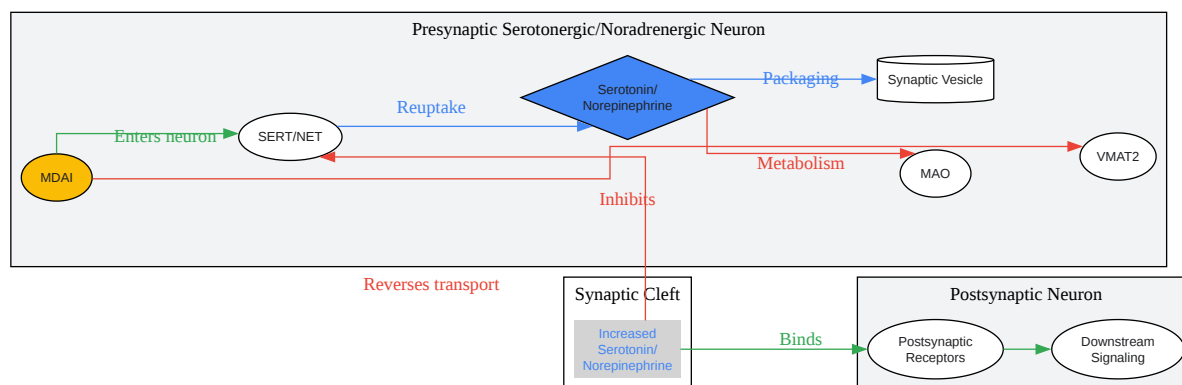 Presynaptic Serotonergic/Noradrenergic Neuron
Packaging
Synaptic Vesicle
Serotonin/
Norepinephrine
Reuptake
Enters neuron
SERT/NET
Metabolism
VMAT2
MDAI
MAO
Inhibits
Reverses transport
Synaptic Cleft
Increased
Serotonin/
Norepinephrine
Binds
Postsynaptic Neuron
Postsynaptic
Receptors
Downstream
Signaling